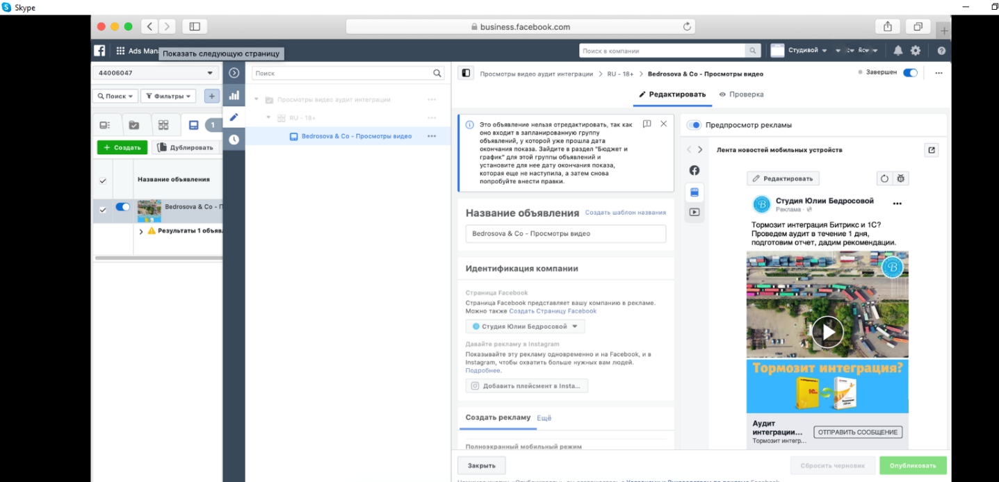 Skype
business.facebook.com
Ads Man
Показать следующую страницу
Поиск в компании
Студивой
44006047
Поиск
Фильтры
1
+ Создать
Дублировать
Название объявления
Bedrosova & Co - П
Результаты 1 объявл
Поиск
Просмотры видео аудит интеграции
RU - 18+
Bedrosova & Co - Просмотры видео
Просмотры видео аудит интеграции > RU - 18+ > Bedrosova & Co - Просмотры видео
Завершен
Редактировать
Проверка
Это объявление нельзя отредактировать, так как
оно входит в запланированную группу
объявлений, у которой уже прошла дата
окончания показа. Зайдите в раздел "Бюджет и
график" для этой группы объявлений и
установите для нее дату окончания показа,
которая еще не наступила, а затем снова
попробуйте внести правки.
Название объявления
Создать шаблон названия
Bedrosova & Co - Просмотры видео
Идентификация компании
Страница Facebook
Страница Facebook представляет вашу компанию в рекламе.
Можно также Создать Страницу Facebook
Студия Юлии Бедросовой
Давайте рекламу в Instagram
Показывайте эту рекламу одновременно и на Facebook, и в
Instagram, чтобы охватить больше нужных вам людей.
Подробнее.
Добавить плейсмент в Insta...
Создать рекламу
Ещё
Полноэкранный мобильный режим
Закрыть
Сбросить черновик
Опубликовать
Предпросмотр рекламы
Лента новостей мобильных устройств
Редактировать
Студия Юлии Бедросовой
Реклама
Тормозит интеграция Битрикс и 1С?
Проведем аудит в течение 1 дня,
подготовим отчет, дадим рекомендации.
B
Тормозит интеграция?
Аудит
интеграции...
Тормозит интегр...
ОТПРАВИТЬ СООБЩЕНИЕ